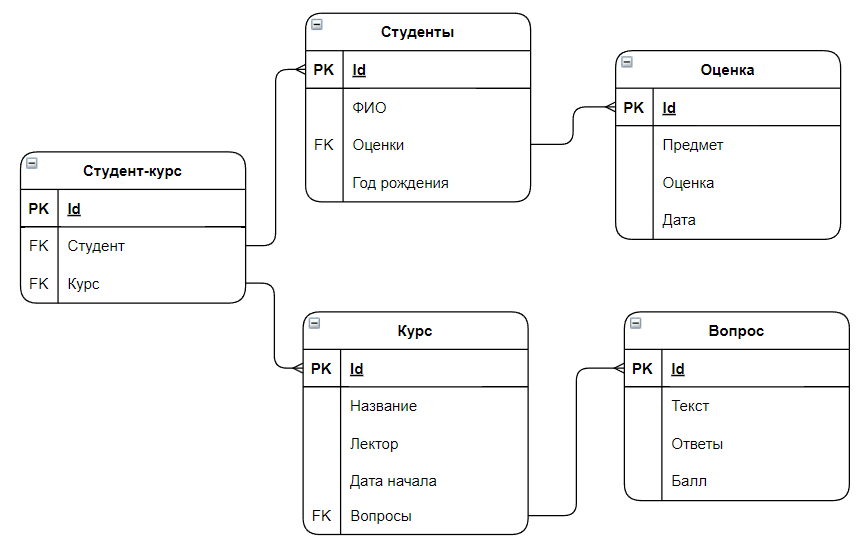 Студенты
PK Id
ФИО
FK Оценки
Год рождения
Оценка
PK Id
Предмет
Оценка
Дата
Студент-курс
PK Id
FK Студент
FK Курс
Курс
PK Id
Название
Лектор
Дата начала
FK Вопросы
Вопрос
PK Id
Текст
Ответы
Балл